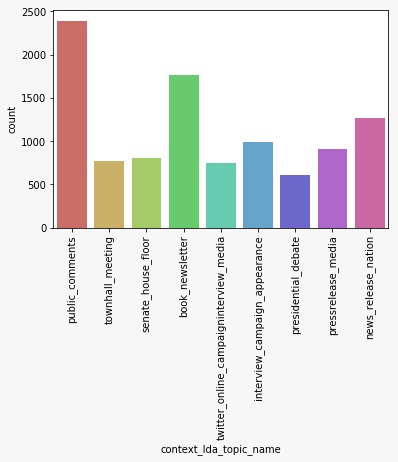 2500
2000
1500
1000
500
0
count
public_comments
townhall_meeting
senate_house_floor
book_newsletter
twitter_online_campaigninterview_media
interview_campaign_appearance
presidential_debate
pressrelease_media
news_release_nation
context_lda_topic_name